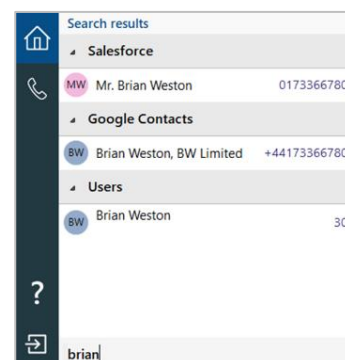 Search results
Salesforce
MW Mr. Brian Weston 0173366780
Google Contacts
BW Brian Weston, BW Limited +44173366780
Users
BW Brian Weston 30
?
brian